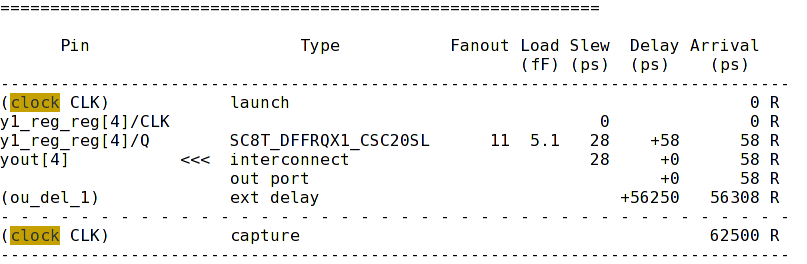 ============================================================
Pin Type Fanout Load Slew Delay Arrival
(fF) (ps) (ps) (ps)
-------------------------------------------------------------------------------
(clock CLK) launch 0 R
y1_reg_reg[4]/CLK 0 0 R
y1_reg_reg[4]/Q SC8T_DFFRQX1_CSC20SL 11 5.1 28 +58 58 R
yout[4] <<< interconnect 28 +0 58 R
out port +0 58 R
(ou_del_1) ext delay +56250 56308 R
- - - - - - - - - - - - - - - - - - - - - - - - - - - - - - - - - - - - - - - -
(clock CLK) capture 62500 R
-------------------------------------------------------------------------------